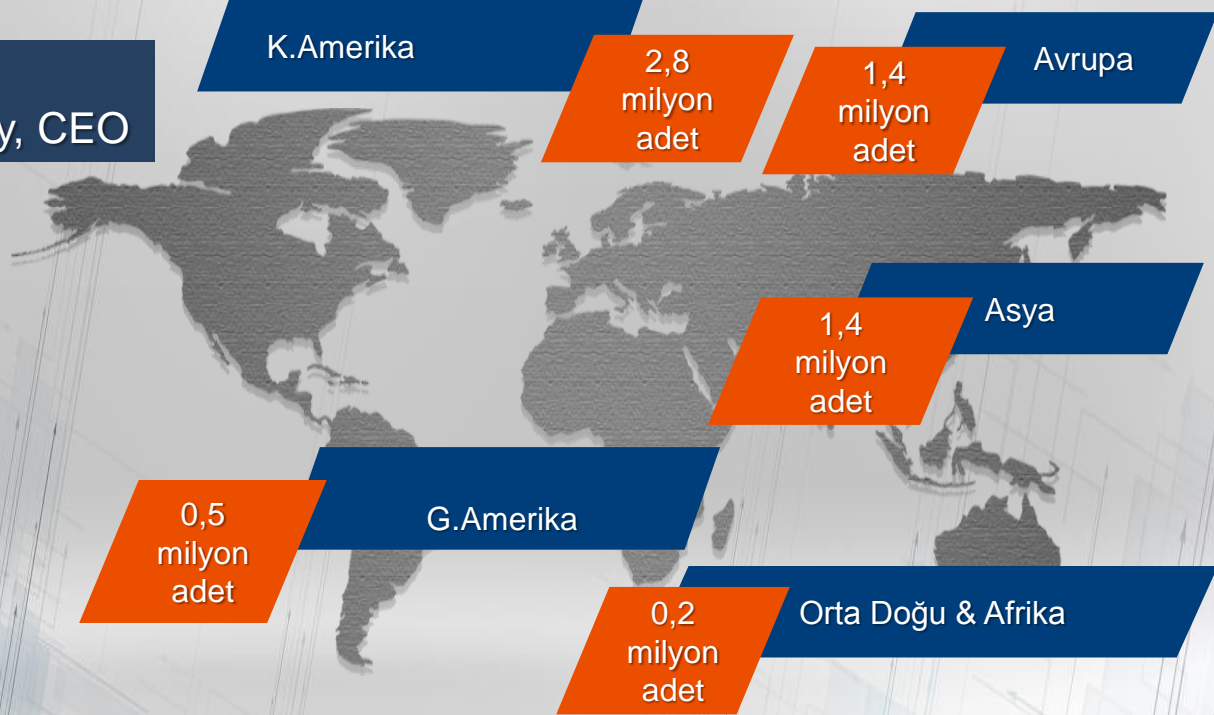 y, CEO
K.Amerika
2,8
milyon
adet
1,4
milyon
adet
Avrupa
1,4
milyon
adet
Asya
0,5
milyon
adet
G.Amerika
0,2
milyon
adet
Orta Doğu & Afrika